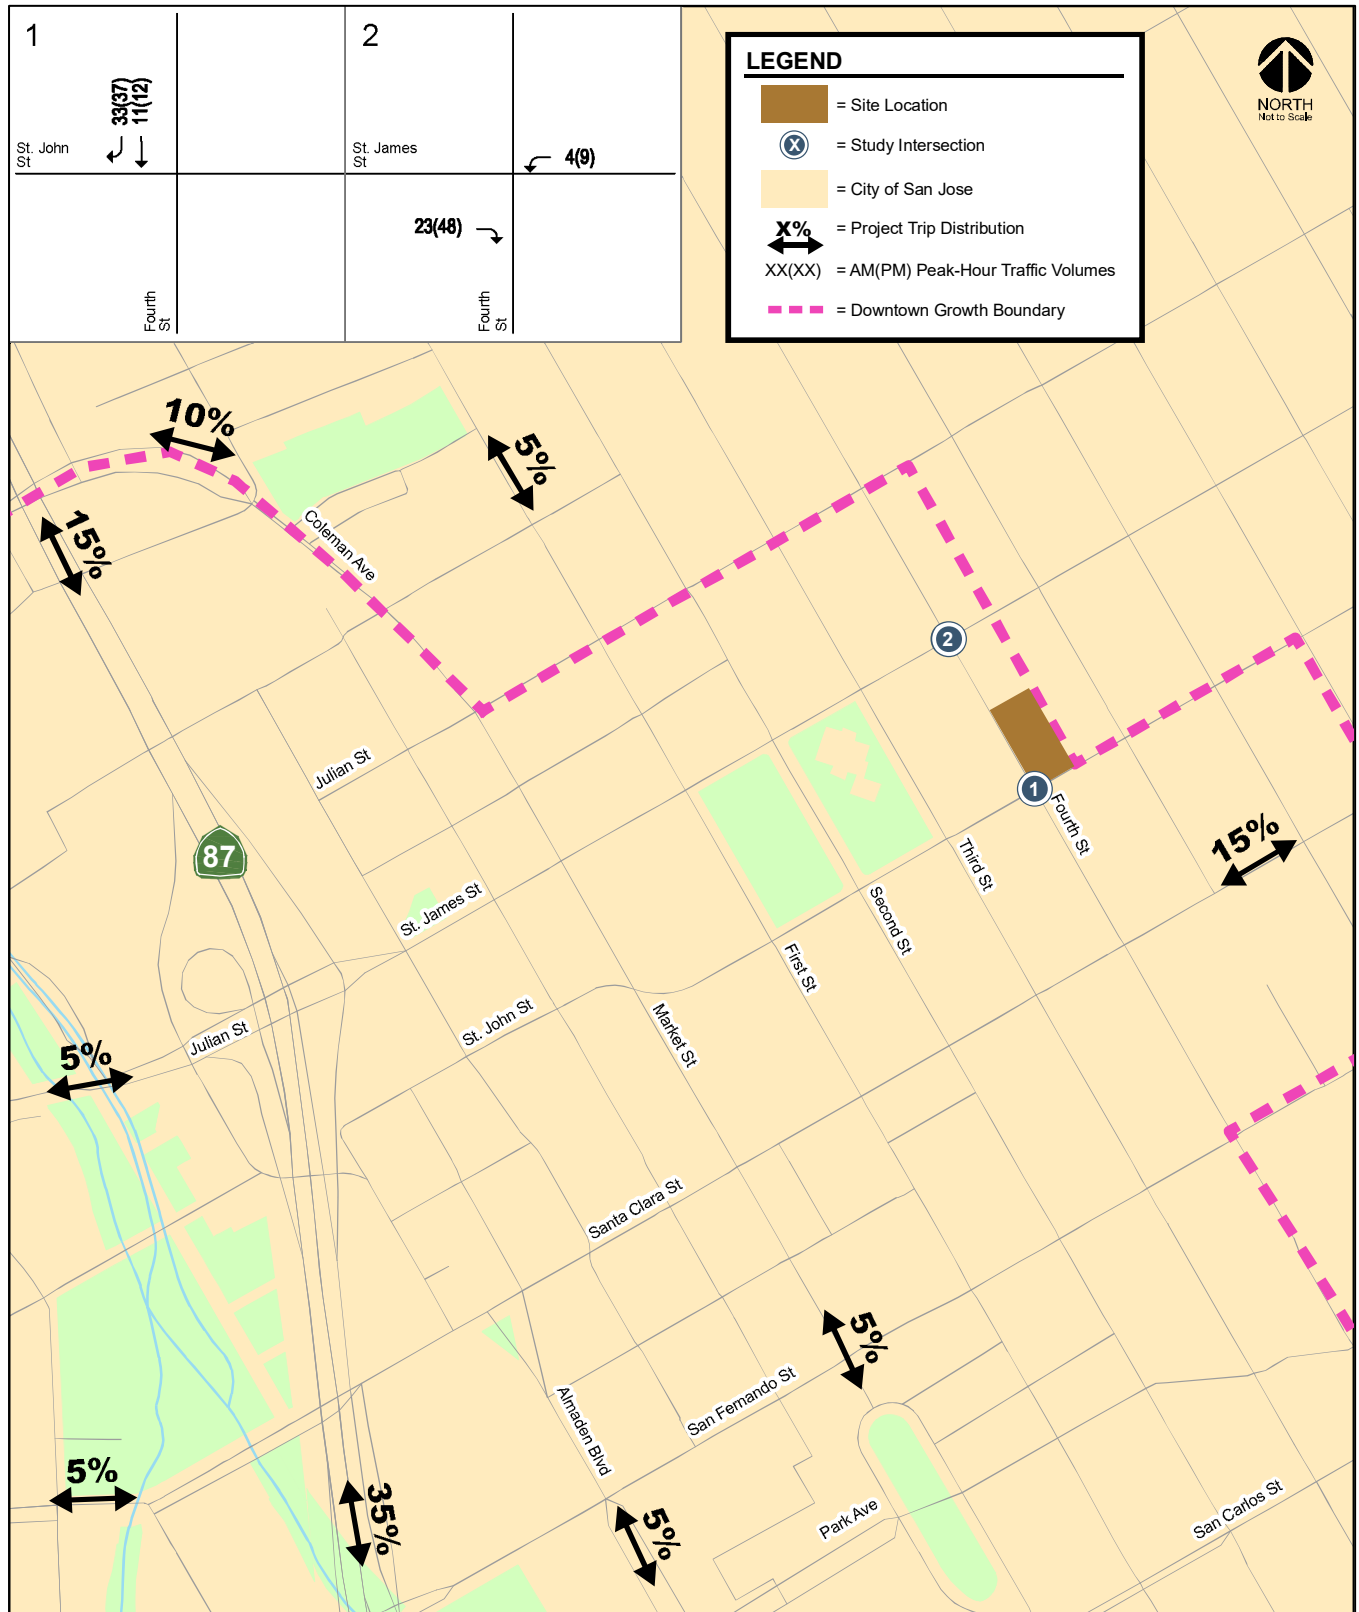 1
33(37)
11(12)
St. John
St
Fourth
St
2
St. James
St
4(9)
23(48)
Fourth
St
LEGEND
= Site Location
X
= Study Intersection
= City of San Jose
X%
= Project Trip Distribution
XX(XX)
= AM(PM) Peak-Hour Traffic Volumes
= Downtown Growth Boundary
NORTH
Not to Scale
10%
5%
15%
Coleman Ave
2
Julian St
1
Fourth St
87
15%
Third St
St. James St
Second St
First St
St. John St
Market St
Julian St
5%
Santa Clara St
5%
San Fernando St
Almaden Blvd
5%
35%
5%
Park Ave
San Carlos St